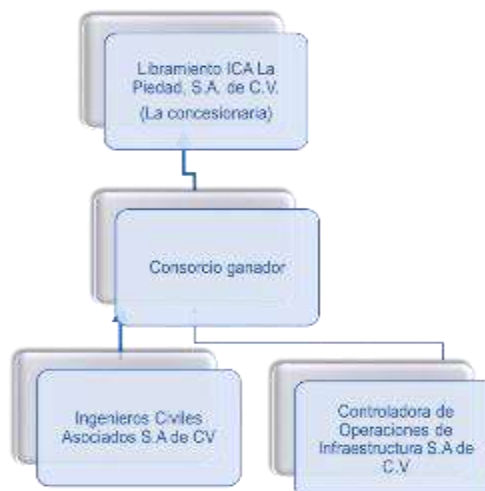 Libramiento ICA La
Piedad, S.A. de C.V.
(La concesionaria)
Consorcio ganador
Ingenieros Civiles
Asociados S.A de CV
Controladora de
Operaciones de
Infraestructura S.A de
C.V